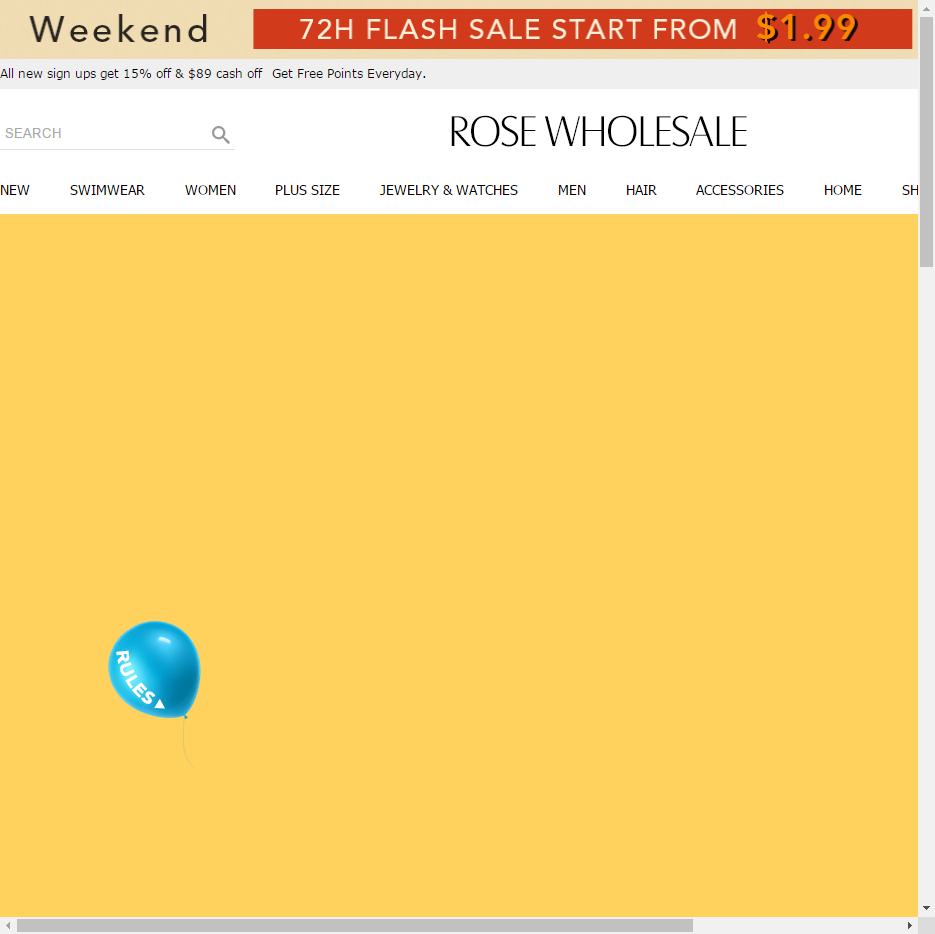 Weekend 72H FLASH SALE START FROM $1.99
All new sign ups get 15% off & $89 cash off Get Free Points Everyday.
SEARCH
ROSE WHOLESALE
NEW SWIMWEAR WOMEN PLUS SIZE JEWELRY & WATCHES MEN HAIR ACCESSORIES HOME SH
RULES